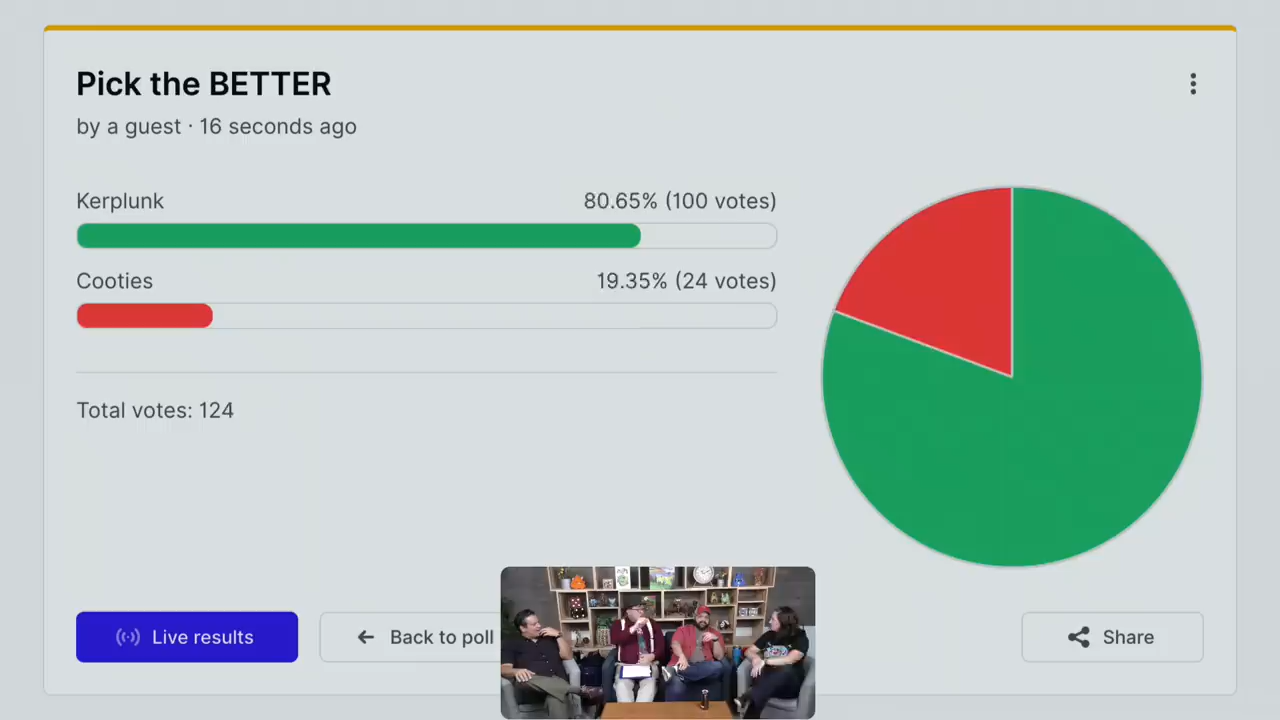 Pick the BETTER
by a guest · 16 seconds ago
Kerplunk 80.65% (100 votes)
Cooties 19.35% (24 votes)
Total votes: 124
Live results
Back to poll
Share